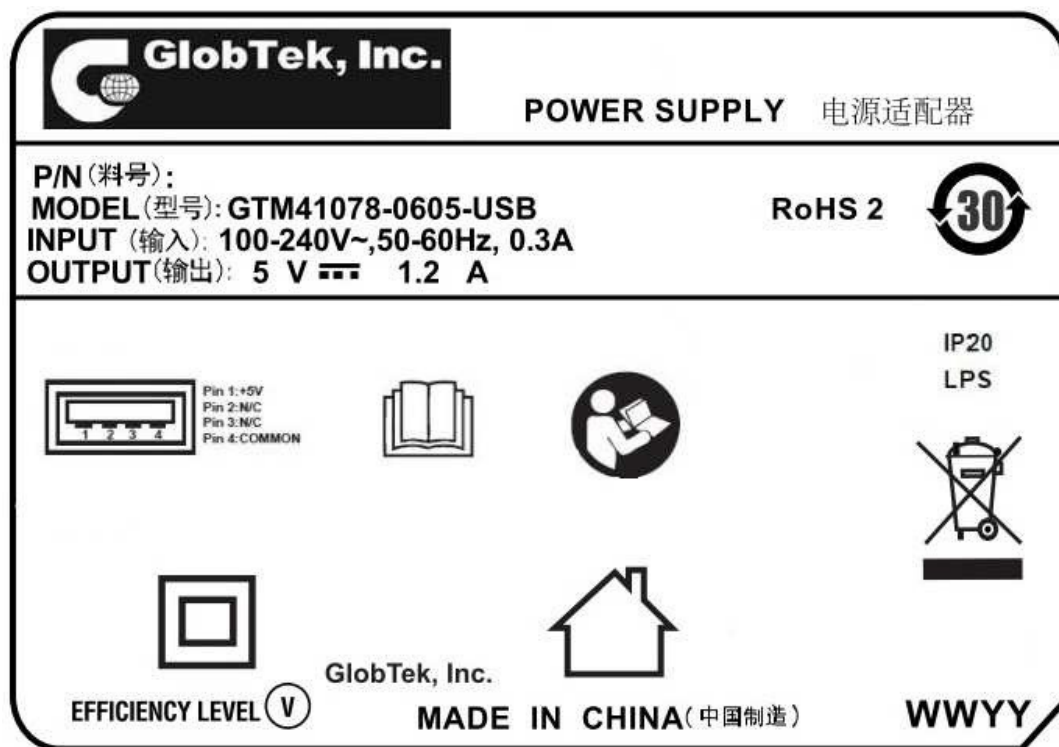 GlobTek, Inc.
POWER SUPPLY 电源适配器
P/N(料号):
MODEL(型号): GTM41078-0605-USB
RoHS 2
30
INPUT (输入): 100-240V~,50-60Hz, 0.3A
OUTPUT(输出): 5 V ⎓ 1.2 A
IP20
LPS
Pin 1:+5V
Pin 2:N/C
Pin 3:N/C
Pin 4:COMMON
1 2 3 4
GlobTek, Inc.
EFFICIENCY LEVEL V
MADE IN CHINA(中国制造)
WWYY